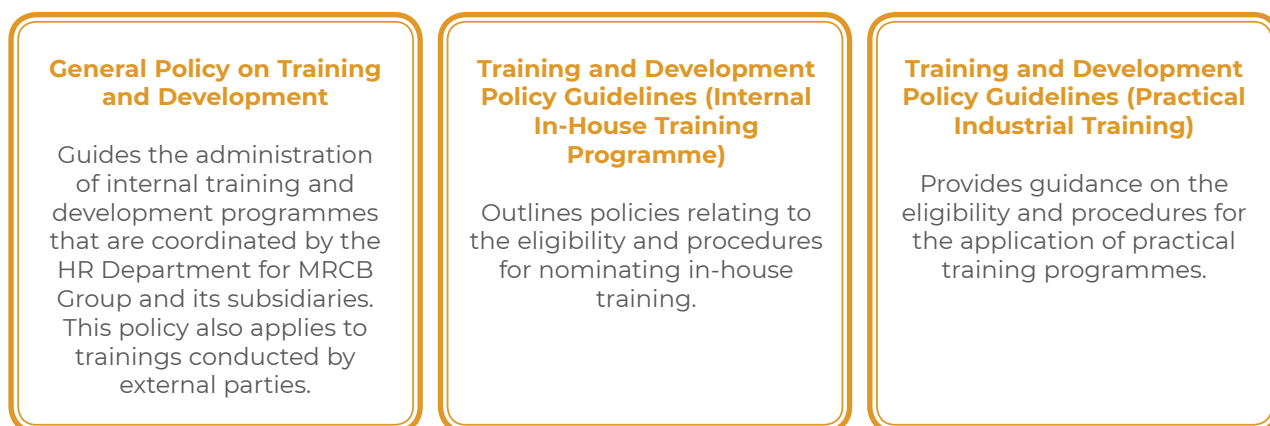 General Policy on Training
and Development
Guides the administration
of internal training and
development programmes
that are coordinated by the
HR Department for MRCB
Group and its subsidiaries.
This policy also applies to
trainings conducted by
external parties.
Training and Development
Policy Guidelines (Internal
In-House Training
Programme)
Outlines policies relating to
the eligibility and procedures
for nominating in-house
training.
Training and Development
Policy Guidelines (Practical
Industrial Training)
Provides guidance on the
eligibility and procedures for
the application of practical
training programmes.